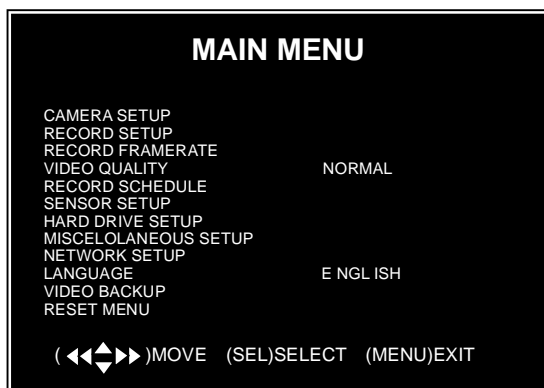 MAIN MENU
CAMERA SETUP
RECORD SETUP
RECORD FRAMERATE
VIDEO QUALITY NORMAL
RECORD SCHEDULE
SENSOR SETUP
HARD DRIVE SETUP
MISCELOLANEOUS SETUP
NETWORK SETUP
LANGUAGE E NGL ISH
VIDEO BACKUP
RESET MENU
( )MOVE (SEL)SELECT (MENU)EXIT